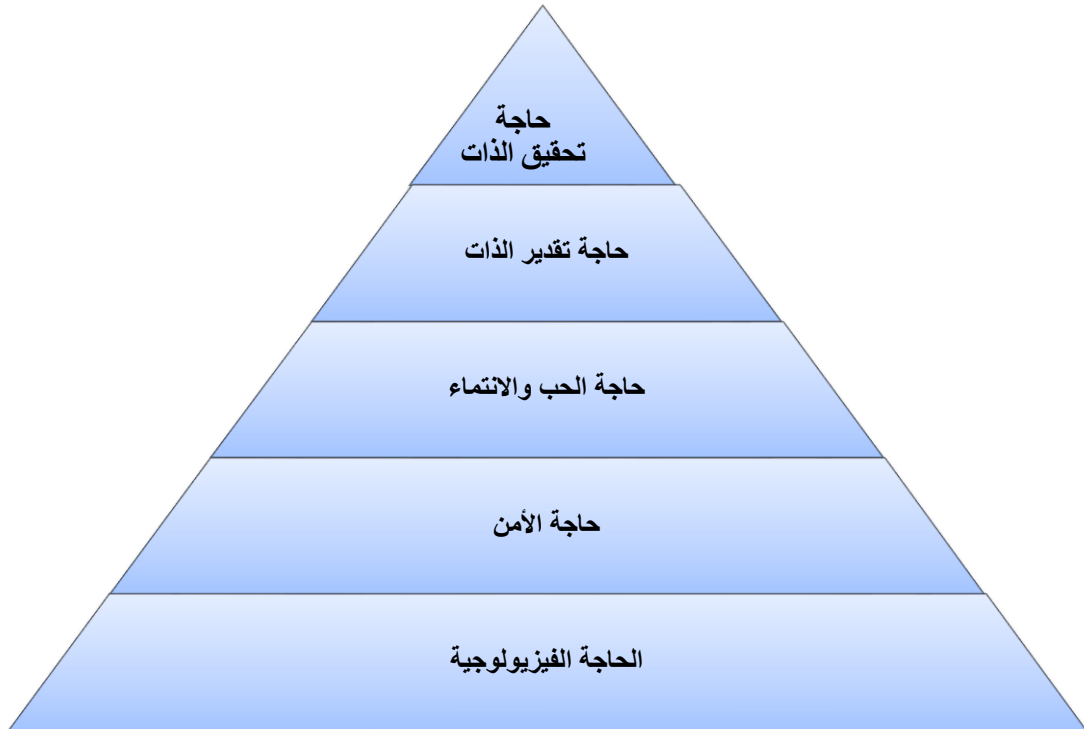 حاجة
تحقيق الذات
حاجة تقدير الذات
حاجة الحب والانتماء
حاجة الأمن
الحاجة الفيزيولوجية